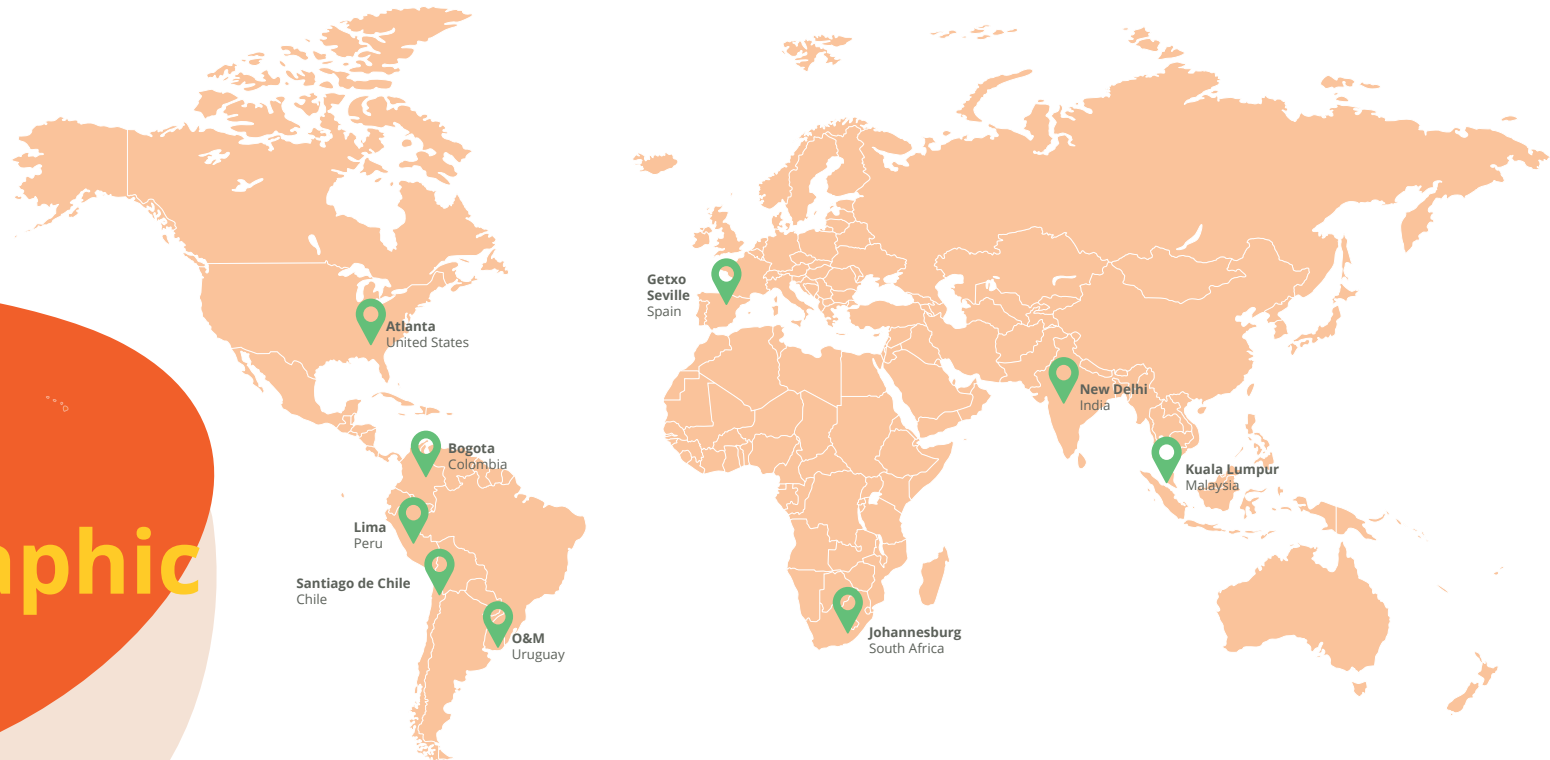 Getxo
Seville
Spain
Atlanta
United States
New Delhi
India
Bogota
Colombia
Kuala Lumpur
Malaysia
Lima
Peru
aphic
Santiago de Chile
Chile
O&M
Uruguay
Johannesburg
South Africa